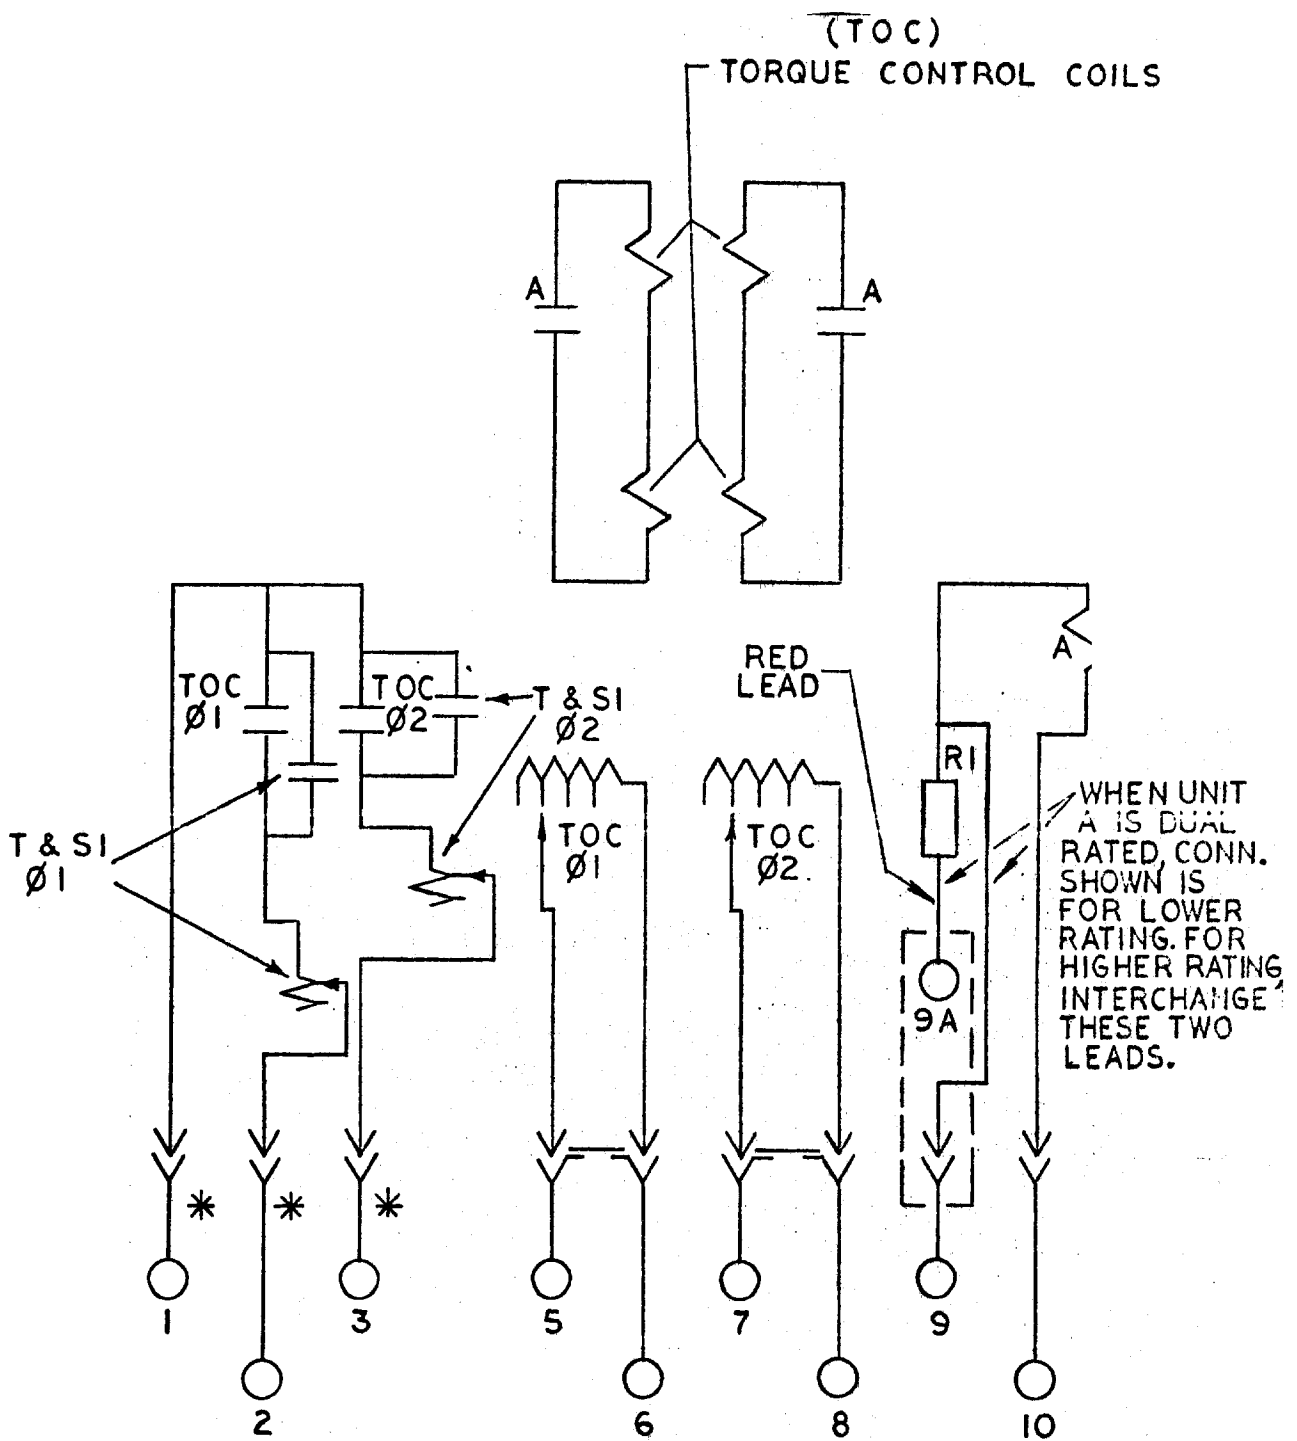 (TOC)
TORQUE CONTROL COILS
A
A
TOC
Ø1
TOC
Ø2
T & S1
Ø2
T & S1
Ø1
RED
LEAD
A
R1
TOC
Ø1
TOC
Ø2
WHEN UNIT
A IS DUAL
RATED, CONN.
SHOWN IS
FOR LOWER
RATING. FOR
HIGHER RATING,
INTERCHANGE
THESE TWO
LEADS.
9A
*
*
*
1
3
5
7
9
2
6
8
10